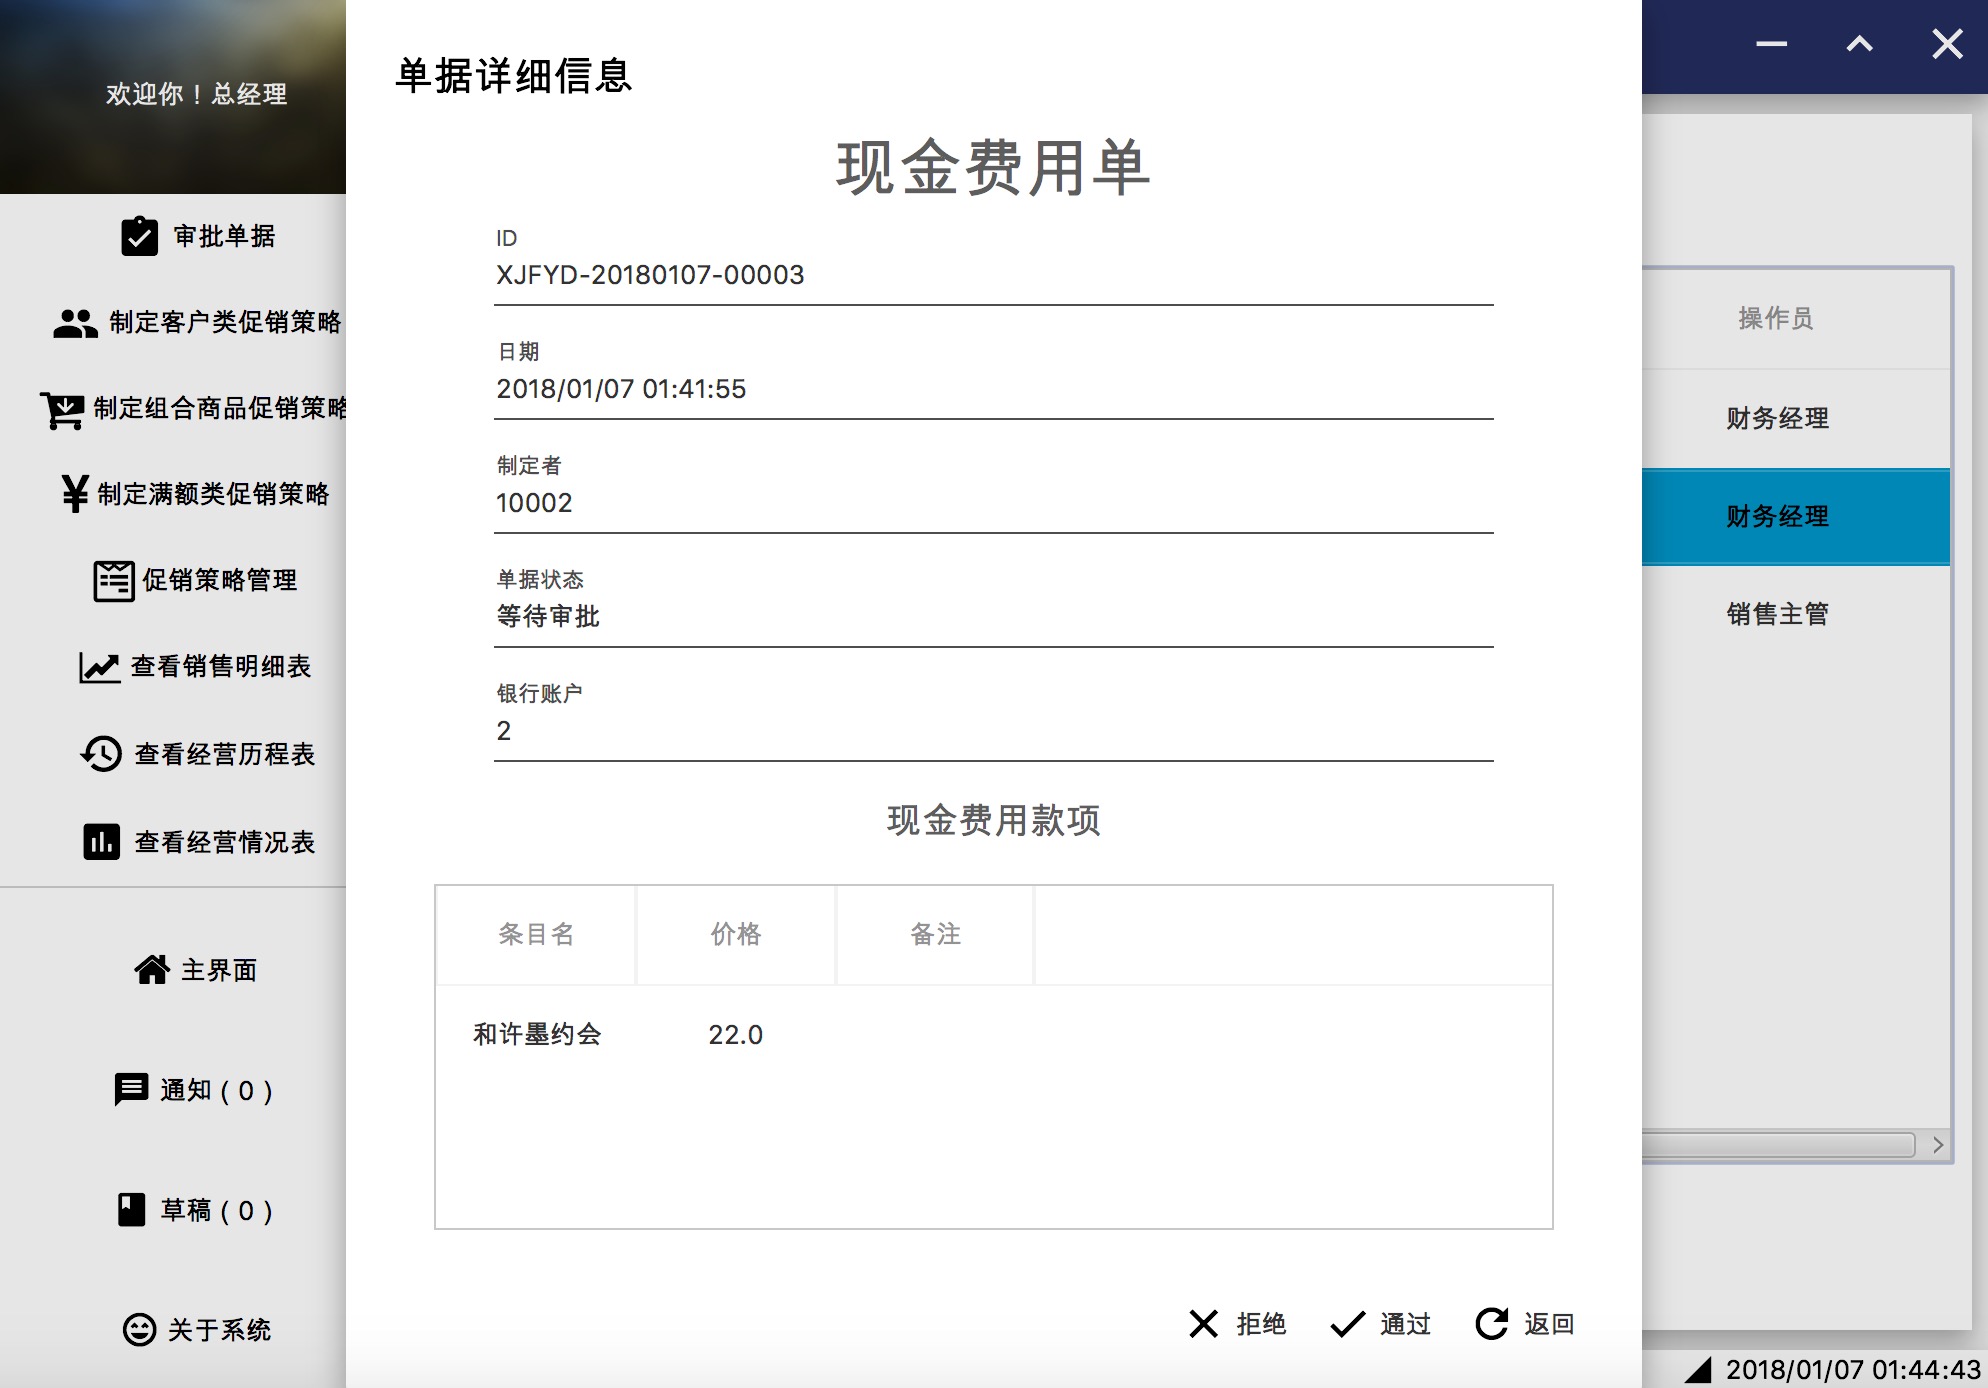 欢迎你！总经理
审批单据
制定客户类促销策略
制定组合商品促销策略
制定满额类促销策略
促销策略管理
查看销售明细表
查看经营历程表
查看经营情况表
主界面
通知 ( 0 )
草稿 ( 0 )
关于系统
单据详细信息
现金费用单
ID
XJFYD-20180107-00003
日期
2018/01/07 01:41:55
制定者
10002
单据状态
等待审批
银行账户
2
现金费用款项
条目名 价格 备注
和许墨约会 22.0
拒绝 通过 返回
操作员
财务经理
财务经理
销售主管
2018/01/07 01:44:43